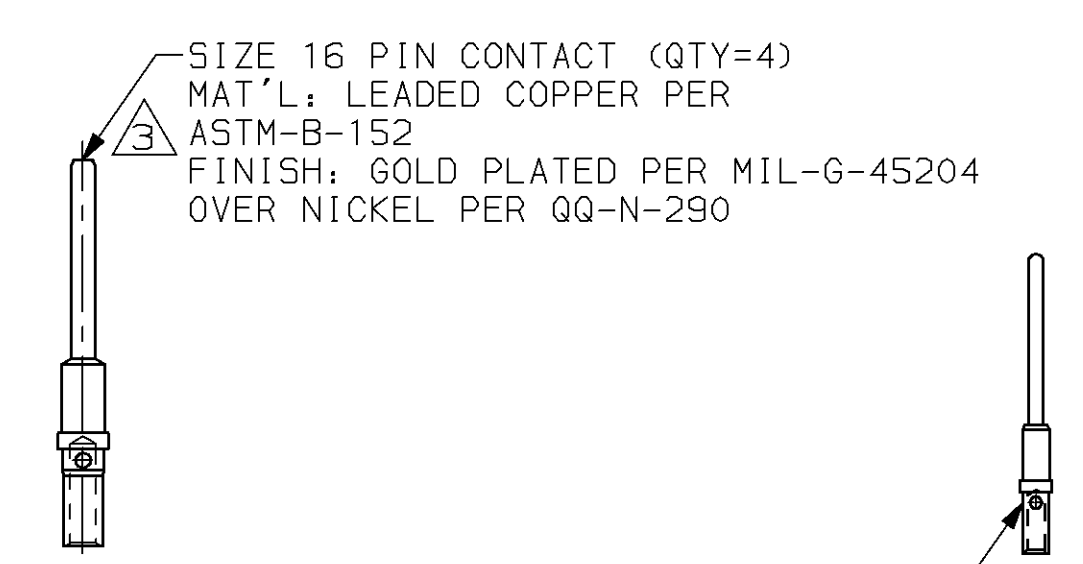 SIZE 16 PIN CONTACT (QTY=4)
MAT'L: LEADED COPPER PER
3 ASTM-B-152
FINISH: GOLD PLATED PER MIL-G-45204
OVER NICKEL PER QQ-N-290